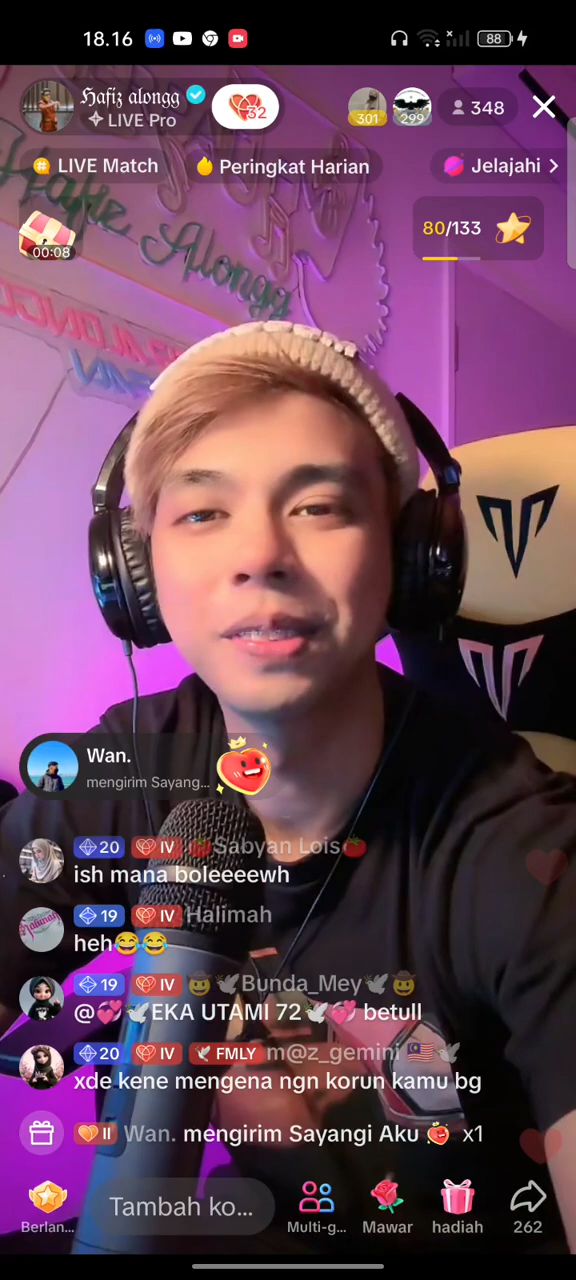 18.16
88
Hafiz alongg
LIVE Pro
32
301
299
348
LIVE Match
Peringkat Harian
Jelajahi
00:08
80/133
Hafiz Alongg
Wan.
mengirim Sayang...
20 IV 🍅Sabyan Lois🍅
ish mana boleeeewh
19 IV Halimah
heh😂😂
19 IV 🤠🕊Bunda_Mey🕊🤠
@💞🕊EKA UTAMI 72🕊💞 betull
20 IV FMLY m@z_gemini 🇲🇾🕊
xde kene mengena ngn korun kamu bg
II Wan. mengirim Sayangi Aku x1
Berlan...
Tambah ko...
Multi-g...
Mawar
hadiah
262